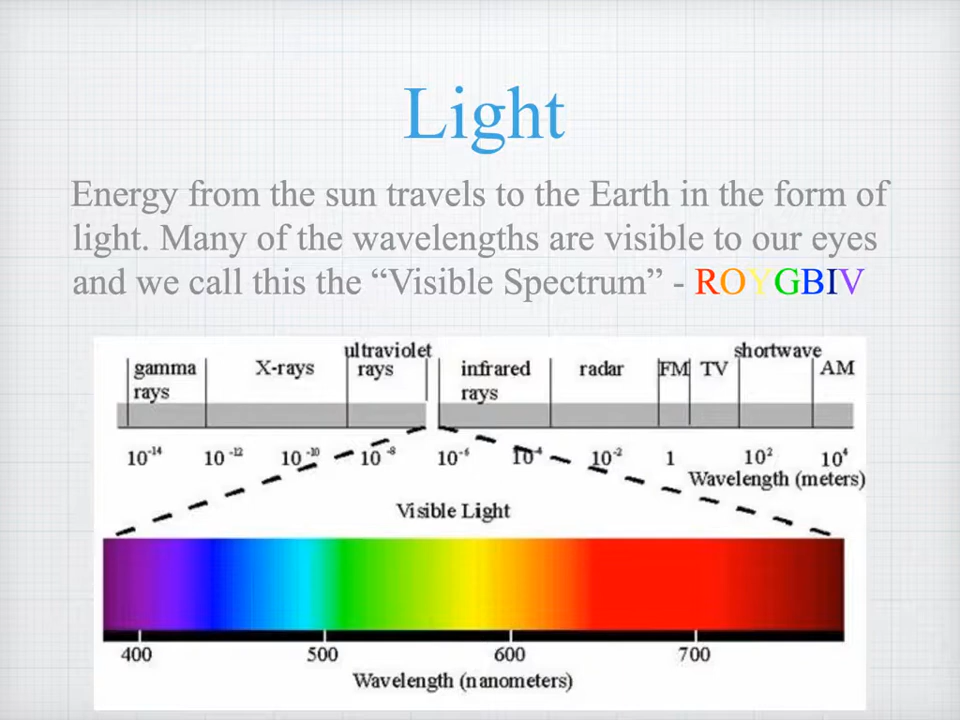 Light
Energy from the sun travels to the Earth in the form of
light. Many of the wavelengths are visible to our eyes
and we call this the “Visible Spectrum” - ROYGBIV
gamma rays
X-rays
ultraviolet rays
infrared rays
radar
FM
TV
shortwave
AM
10⁻¹⁴ 10⁻¹² 10⁻¹⁰ 10⁻⁸ 10⁻⁶ 10⁻⁴ 10⁻² 1 10² 10⁴
Wavelength (meters)
Visible Light
400 500 600 700
Wavelength (nanometers)